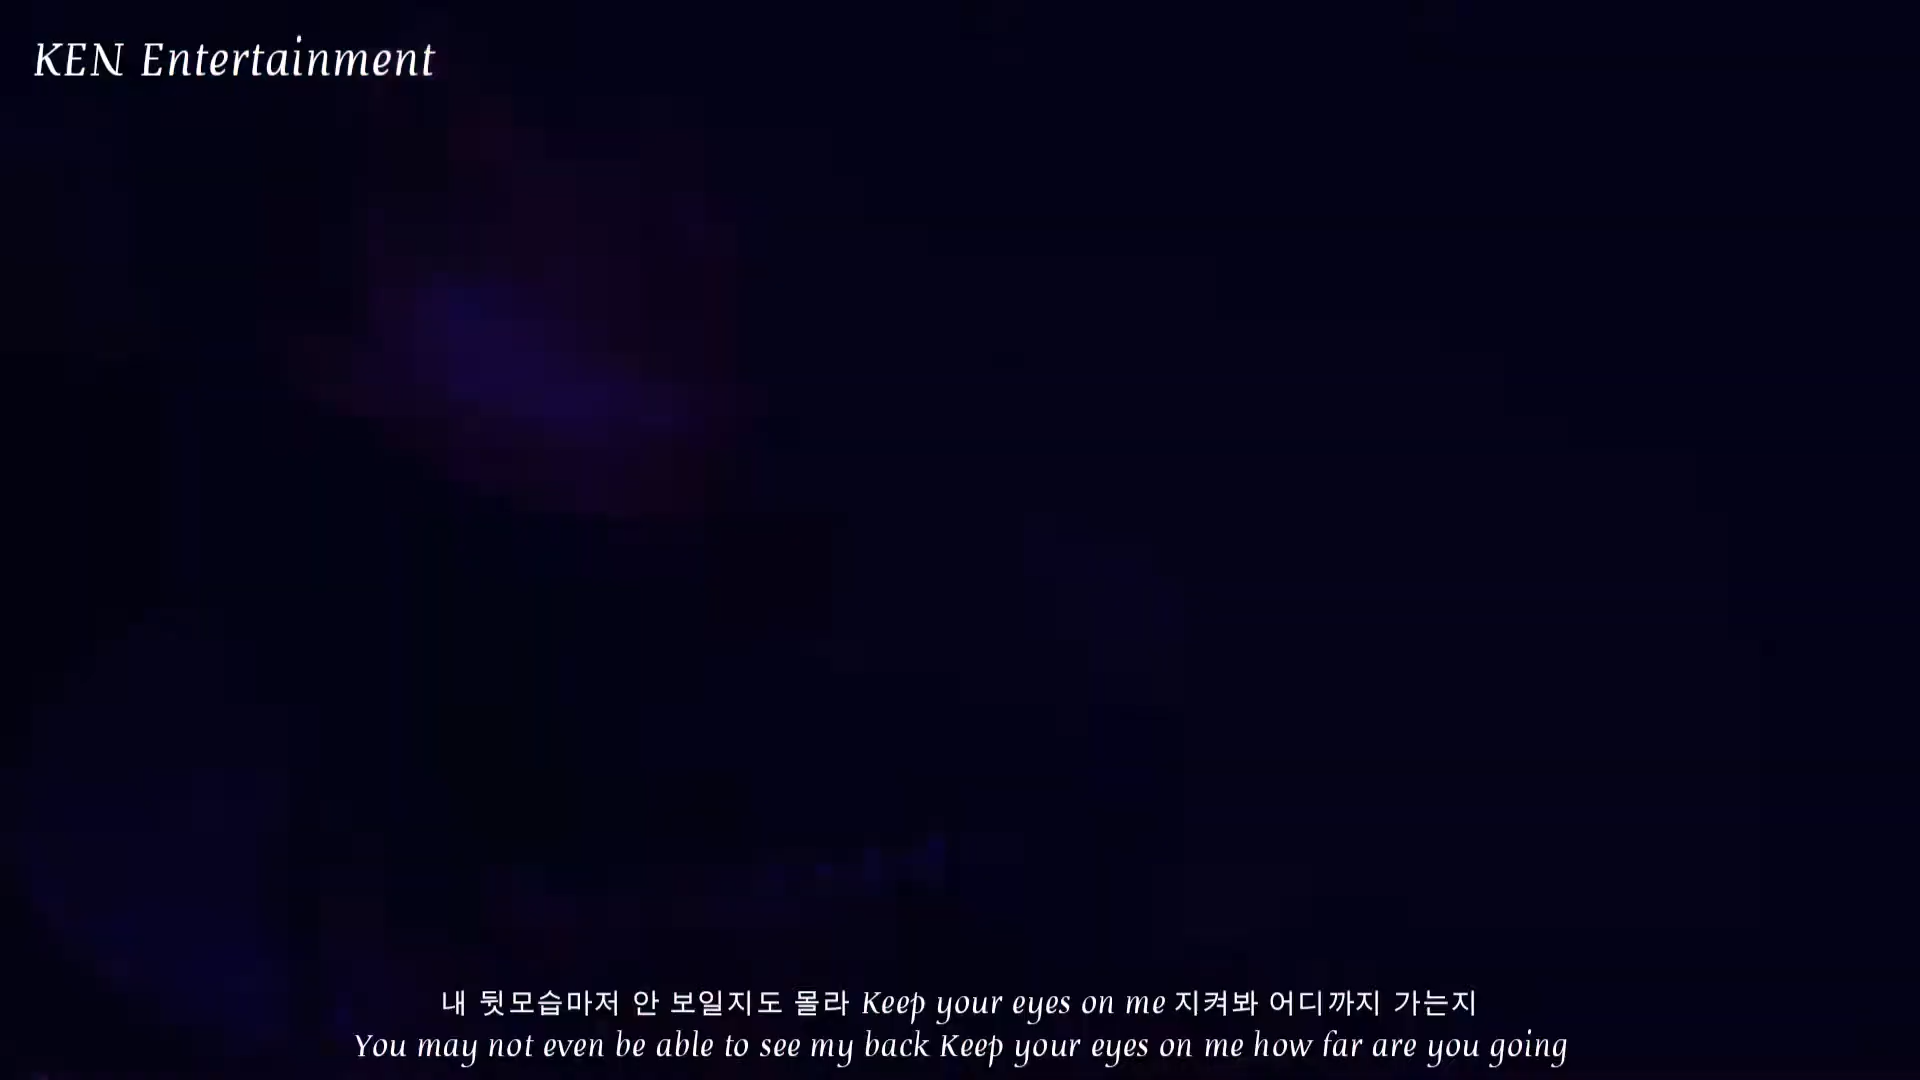 KEN Entertainment
내 뒷모습마저 안 보일지도 몰라 Keep your eyes on me 지켜봐 어디까지 가는지
You may not even be able to see my back Keep your eyes on me how far are you going